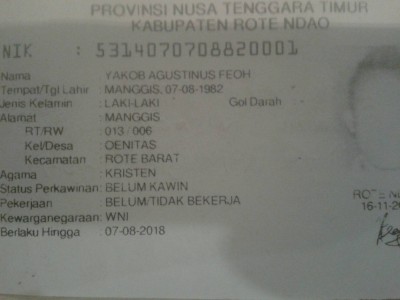 PROVINSI NUSA TENGGARA TIMUR
KABUPATEN ROTE NDAO
NIK : 5314070708820001
Nama : YAKOB AGUSTINUS FEOH
Tempat/Tgl Lahir : MANGGIS, 07-08-1982
Jenis Kelamin : LAKI-LAKI Gol Darah
Alamat : MANGGIS
RT/RW : 013 / 006
Kel/Desa : OENITAS
Kecamatan : ROTE BARAT
Agama : KRISTEN
Status Perkawinan: BELUM KAWIN
Pekerjaan : BELUM/TIDAK BEKERJA
Kewarganegaraan: WNI
Berlaku Hingga : 07-08-2018
ROTE
16-11-20